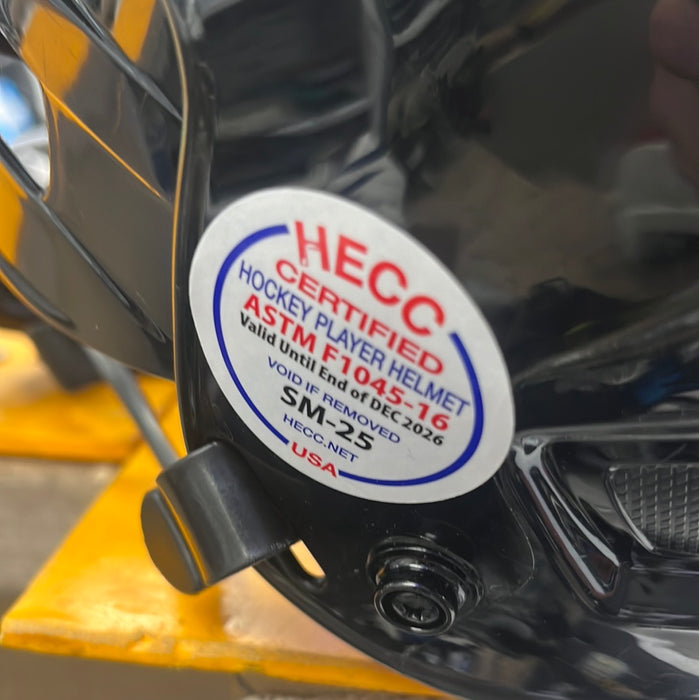 HECC
CERTIFIED
HOCKEY PLAYER HELMET
ASTM F1045-16
Valid Until End of DEC 2026
VOID IF REMOVED
SM-25
HECC.NET
USA